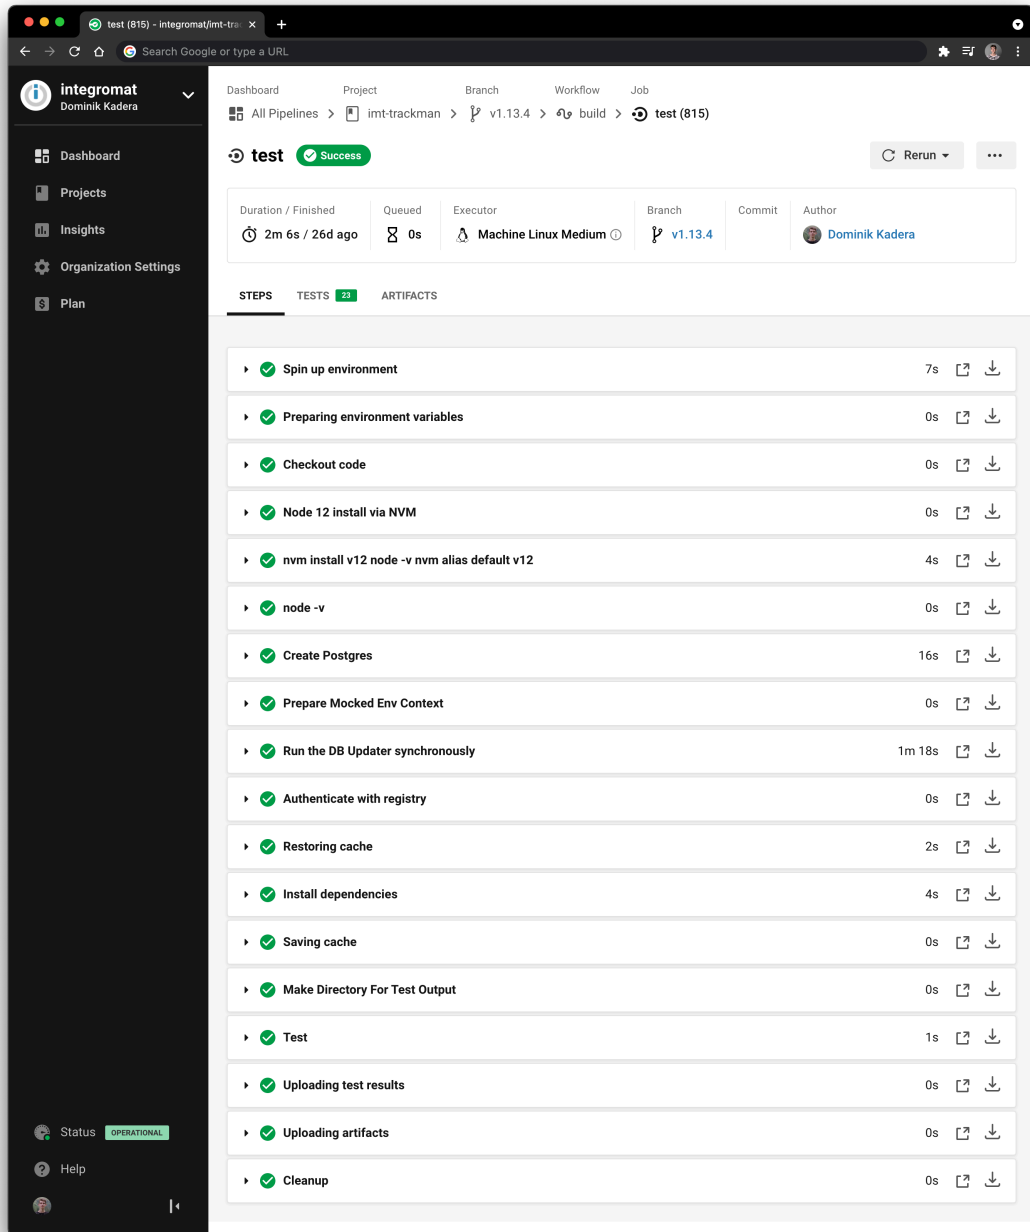 test (815) - integromat/imt-tra
Search Google or type a URL
integromat
Dominik Kadera
Dashboard
Projects
Insights
Organization Settings
Plan
Status OPERATIONAL
Help
Dashboard Project Branch Workflow Job
All Pipelines imt-trackman v1.13.4 build test (815)
test Success Rerun
Duration / Finished Queued Executor Branch Commit Author
2m 6s / 26d ago 0s Machine Linux Medium v1.13.4 Dominik Kadera
STEPS TESTS 23 ARTIFACTS
Spin up environment 7s
Preparing environment variables 0s
Checkout code 0s
Node 12 install via NVM 0s
nvm install v12 node -v nvm alias default v12 4s
node -v 0s
Create Postgres 16s
Prepare Mocked Env Context 0s
Run the DB Updater synchronously 1m 18s
Authenticate with registry 0s
Restoring cache 2s
Install dependencies 4s
Saving cache 0s
Make Directory For Test Output 0s
Test 1s
Uploading test results 0s
Uploading artifacts 0s
Cleanup 0s